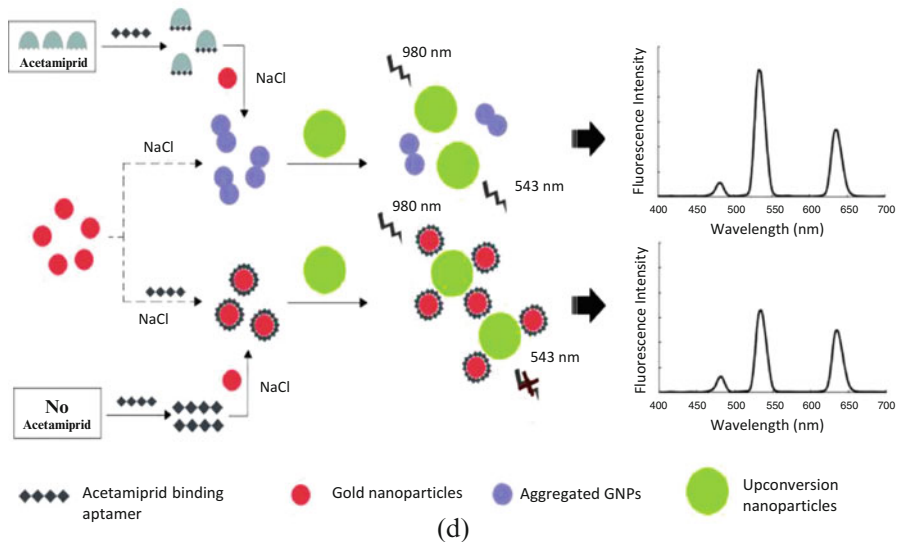 Acetamiprid
NaCl
980 nm
NaCl
543 nm
Fluorescence Intensity
400 450 500 550 600 650 700
Wavelength (nm)
980 nm
NaCl
543 nm
Fluorescence Intensity
400 450 500 550 600 650 700
Wavelength (nm)
NaCl
No
Acetamiprid
Acetamiprid binding
aptamer
Gold nanoparticles
Aggregated GNPs
Upconversion
nanoparticles
(d)